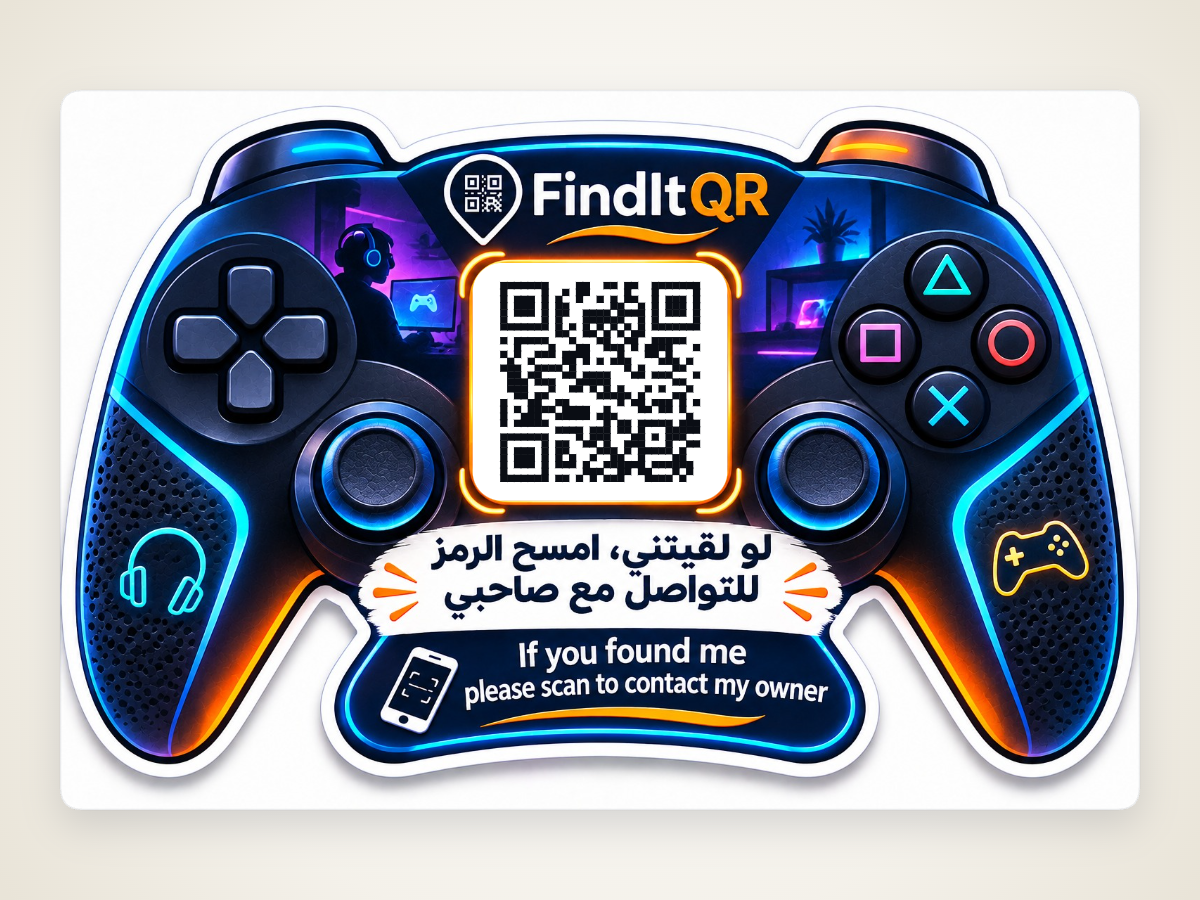 FindItQR
لو لقيتني، امسح الرمز
للتواصل مع صاحبي
If you found me
please scan to contact my owner